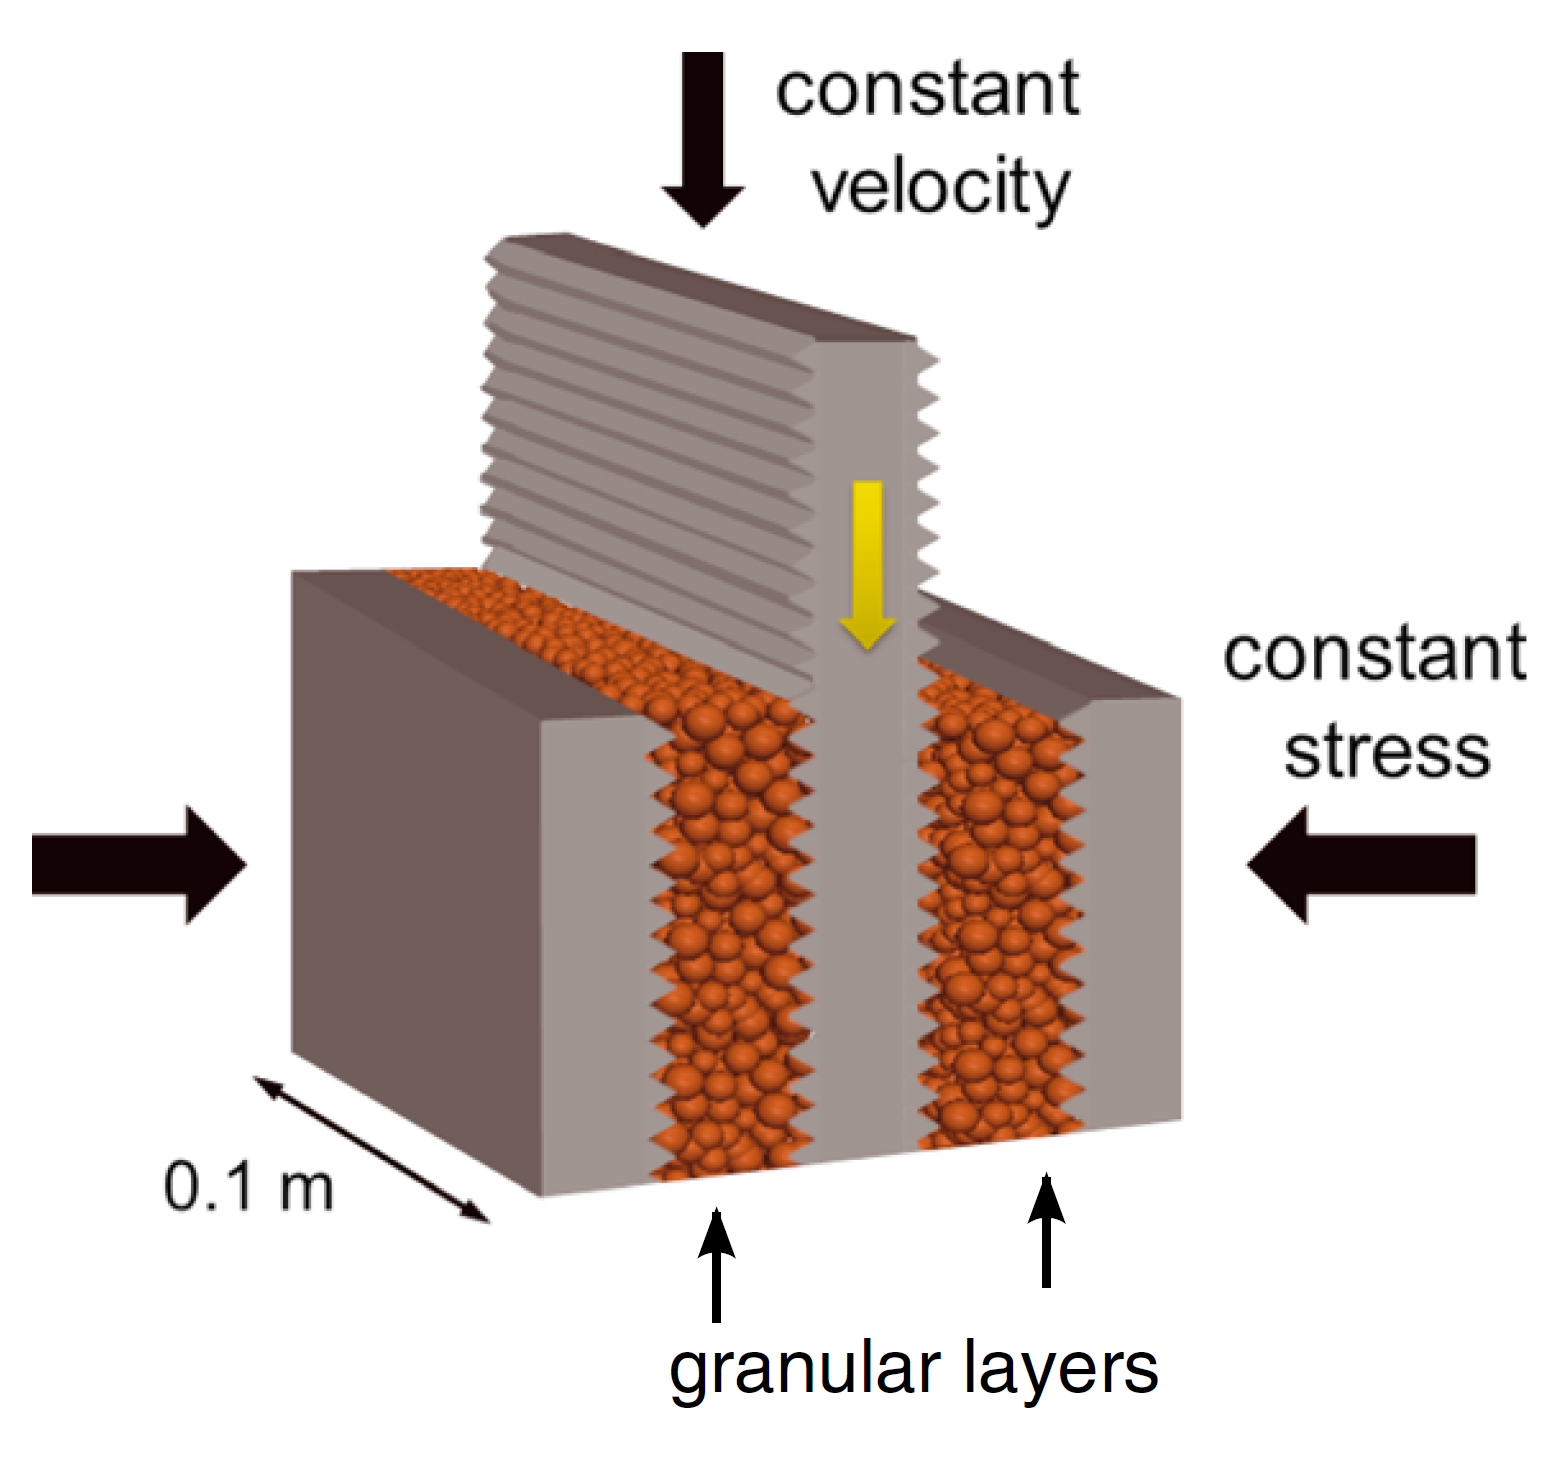 constant
velocity
constant
stress
0.1 m
granular layers